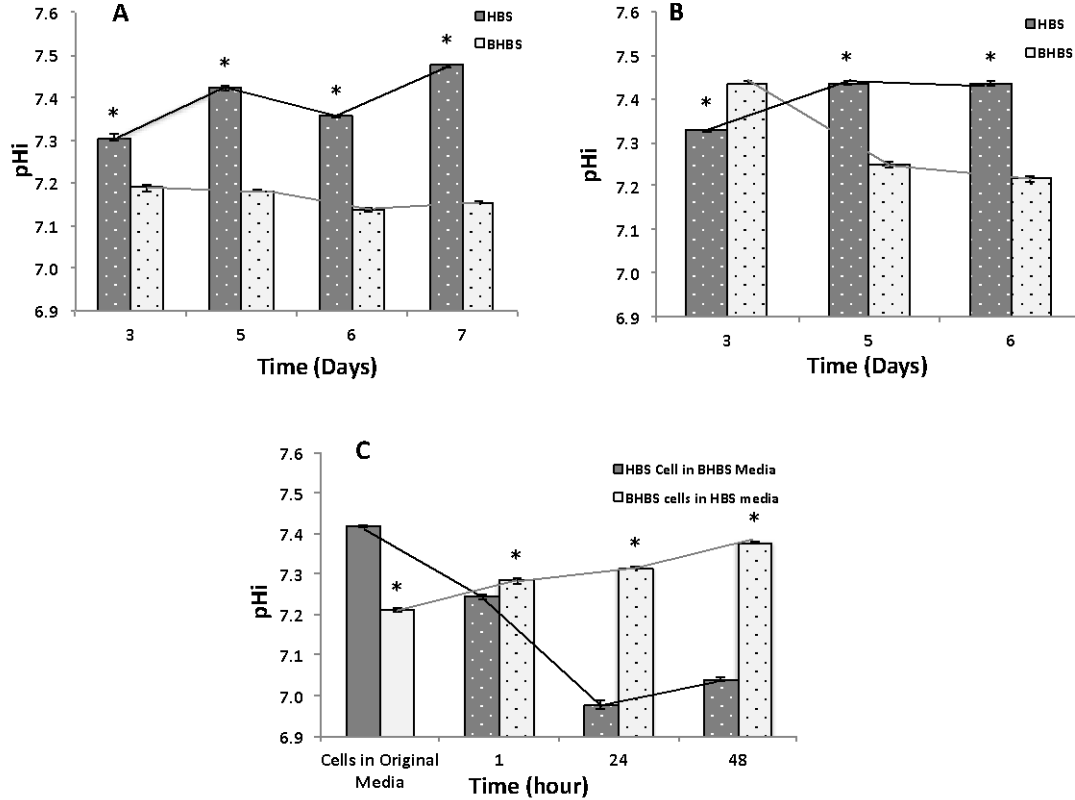 A
HBS
BHBS
7.6
7.5
7.4
7.3
7.2
7.1
7.0
6.9
pHi
*
*
*
*
3
5
6
7
Time (Days)
B
HBS
BHBS
7.6
7.5
7.4
7.3
7.2
7.1
7.0
6.9
pHi
*
*
*
3
5
6
Time (Days)
C
HBS Cell in BHBS Media
BHBS cells in HBS media
7.6
7.5
7.4
7.3
7.2
7.1
7.0
6.9
pHi
*
*
*
*
Cells in Original
Media
1
24
48
Time (hour)